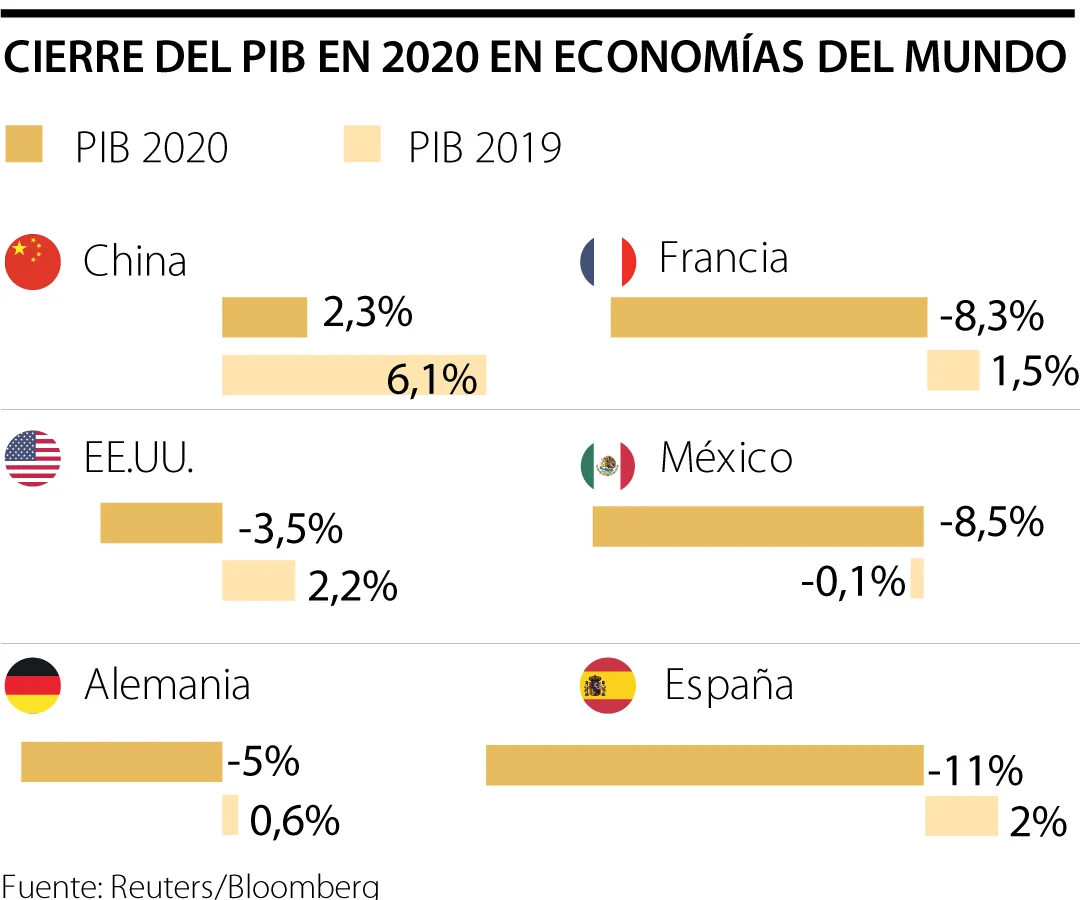 CIERRE DEL PIB EN 2020 EN ECONOMÍAS DEL MUNDO
PIB 2020
PIB 2019
China
2,3%
6,1%
Francia
-8,3%
1,5%
EE.UU.
-3,5%
2,2%
México
-8,5%
-0,1%
Alemania
-5%
0,6%
España
-11%
2%
Fuente: Reuters/Bloomberg